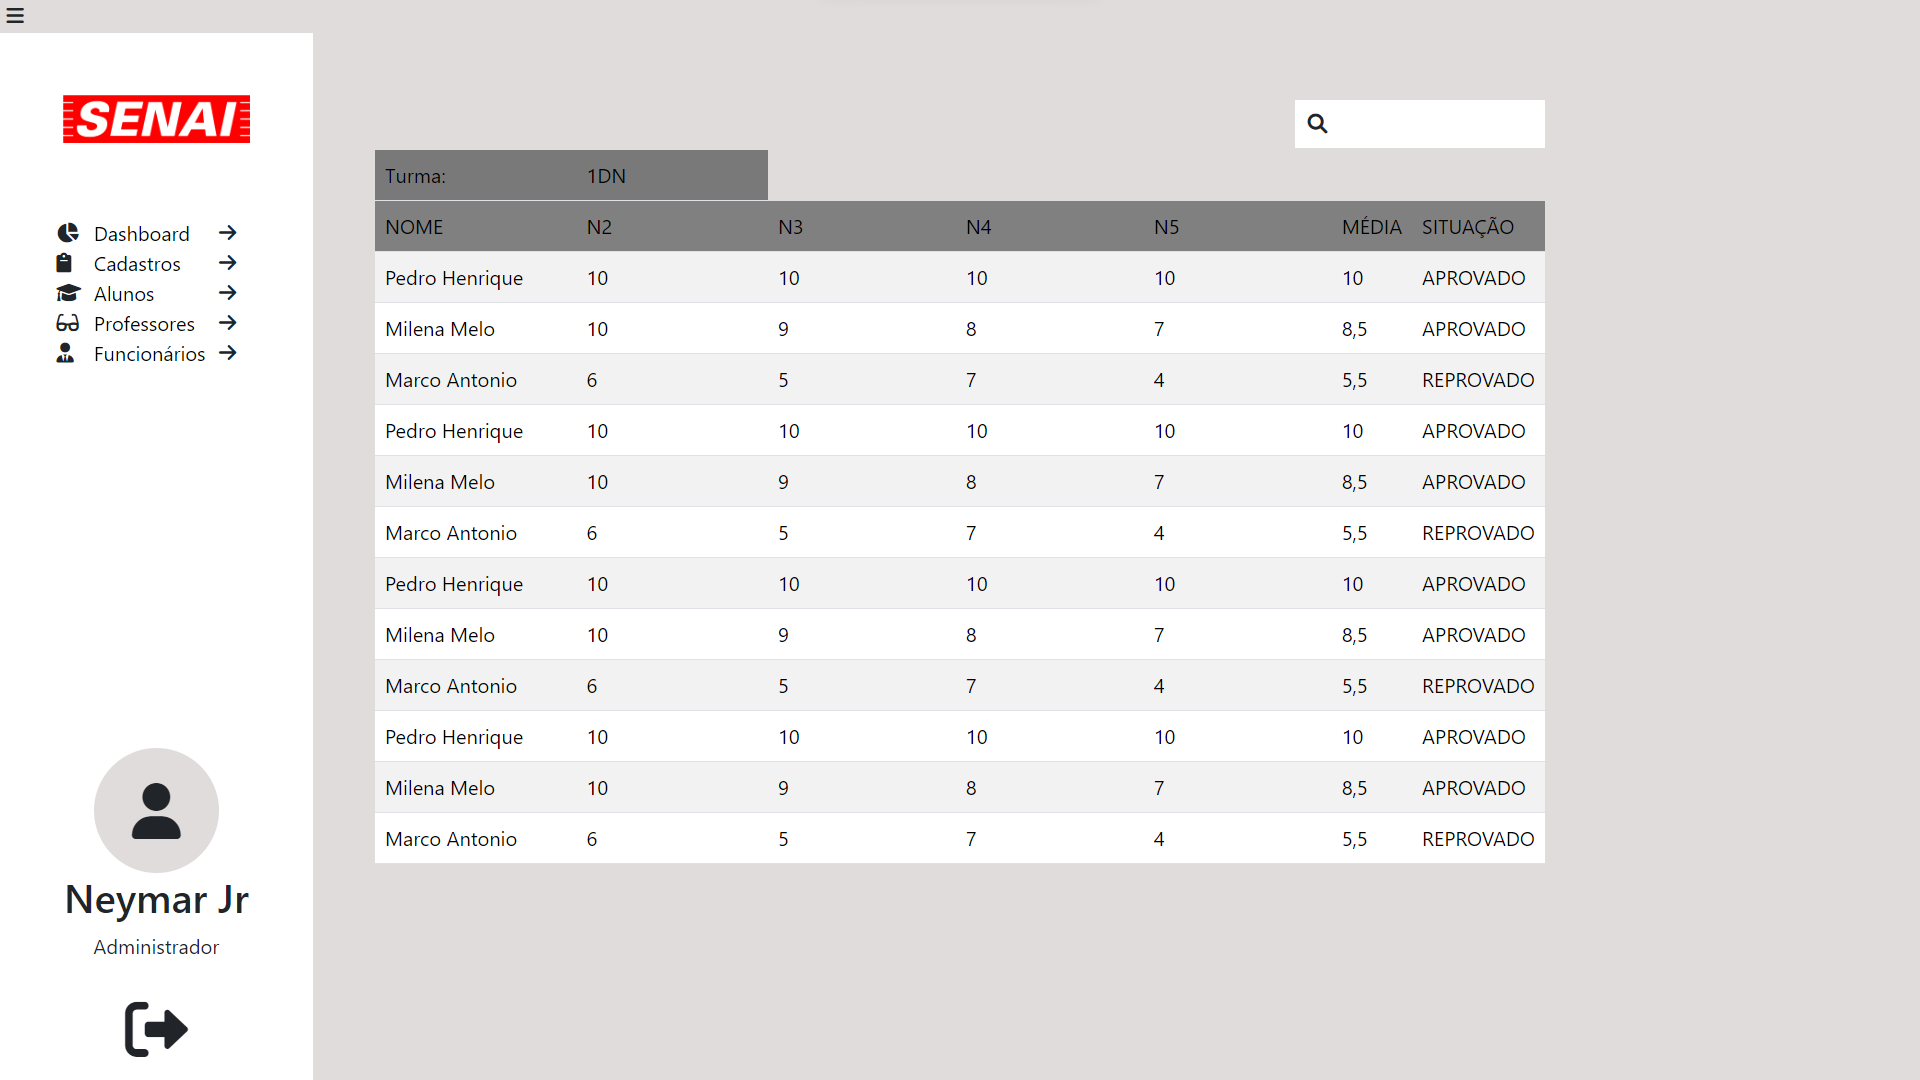 SENAI
Dashboard
Cadastros
Alunos
Professores
Funcionários
Neymar Jr
Administrador
Turma: 1DN
NOME N2 N3 N4 N5 MÉDIA SITUAÇÃO
Pedro Henrique 10 10 10 10 10 APROVADO
Milena Melo 10 9 8 7 8,5 APROVADO
Marco Antonio 6 5 7 4 5,5 REPROVADO
Pedro Henrique 10 10 10 10 10 APROVADO
Milena Melo 10 9 8 7 8,5 APROVADO
Marco Antonio 6 5 7 4 5,5 REPROVADO
Pedro Henrique 10 10 10 10 10 APROVADO
Milena Melo 10 9 8 7 8,5 APROVADO
Marco Antonio 6 5 7 4 5,5 REPROVADO
Pedro Henrique 10 10 10 10 10 APROVADO
Milena Melo 10 9 8 7 8,5 APROVADO
Marco Antonio 6 5 7 4 5,5 REPROVADO